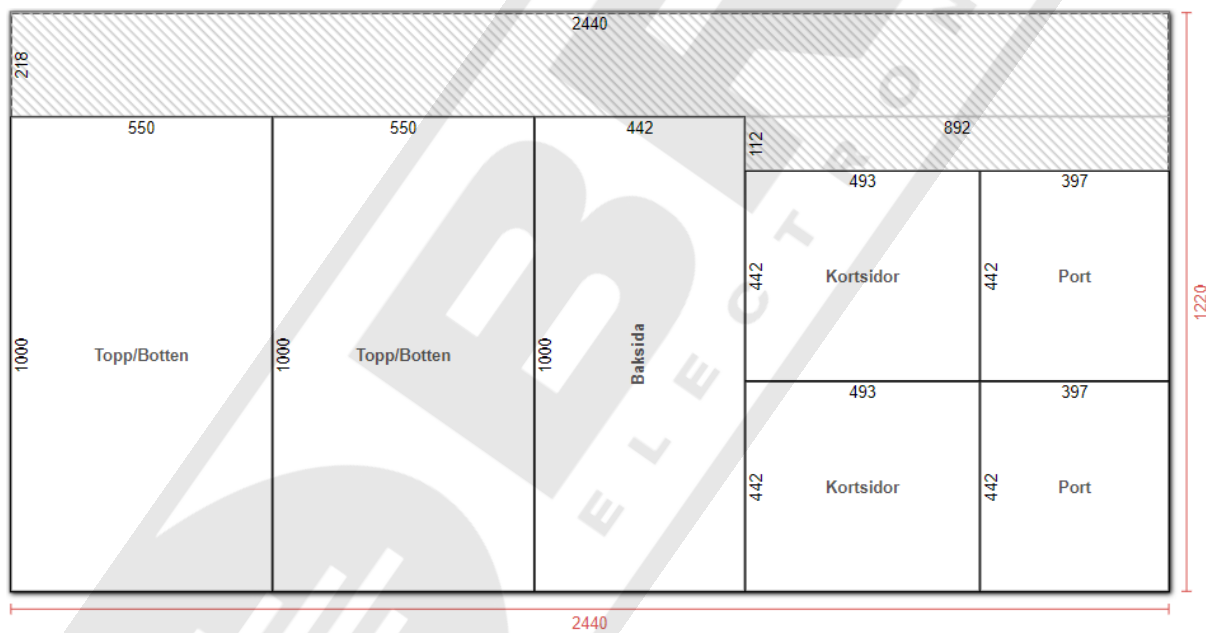 2440
218
550 550 442 892
112
493 397
442 Kortsidor 442 Port
1220
1000 Topp/Botten 1000 Topp/Botten 1000 Baksida
493 397
442 Kortsidor 442 Port
2440
ELECTRON